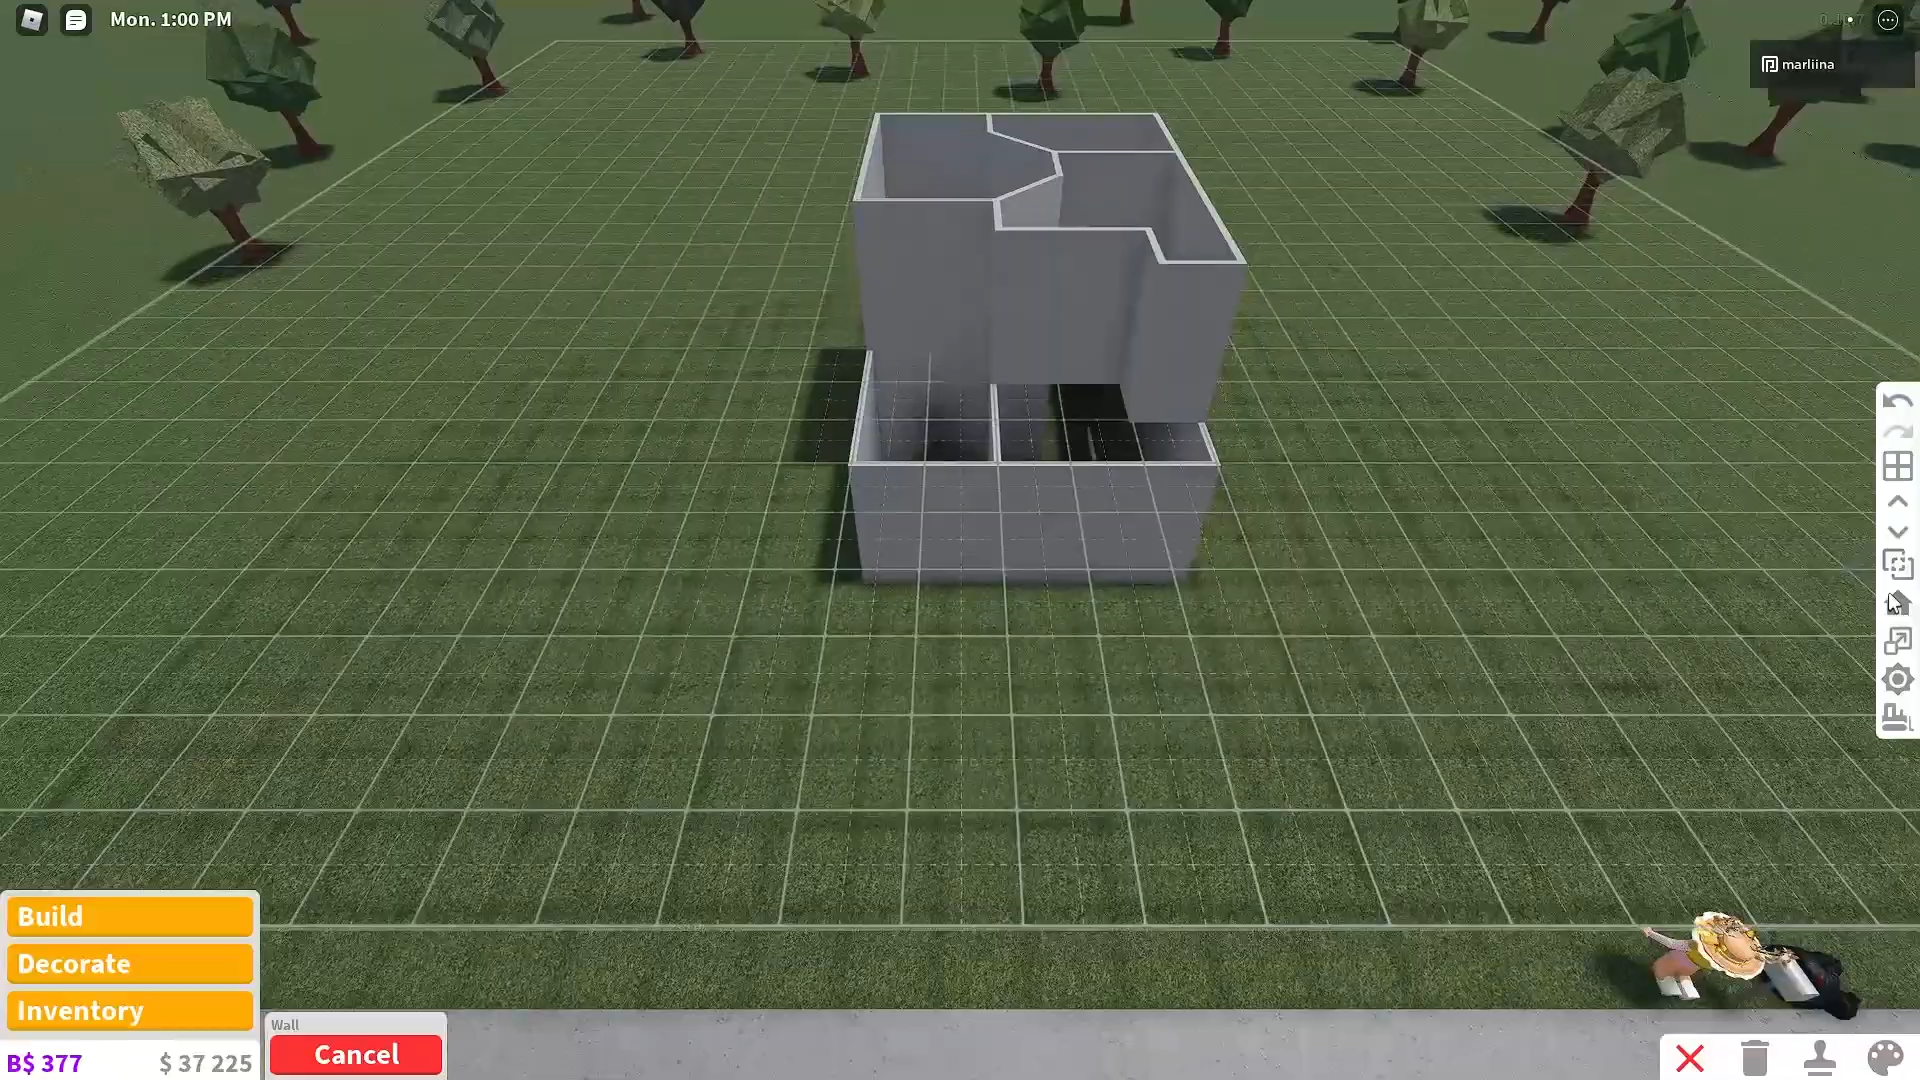 Mon. 1:00 PM
marliina
Build
Decorate
Inventory
Wall
Cancel
B$ 377
$ 37 225